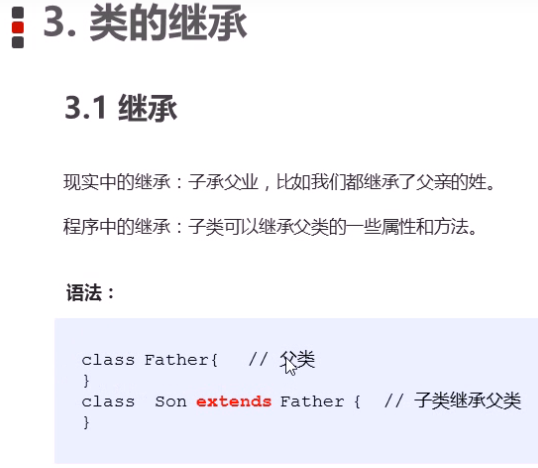 3. 类的继承
3.1 继承
现实中的继承：子承父业，比如我们都继承了父亲的姓。
程序中的继承：子类可以继承父类的一些属性和方法。
语法：
class Father{   // 父类
}
class  Son extends Father {  // 子类继承父类
}